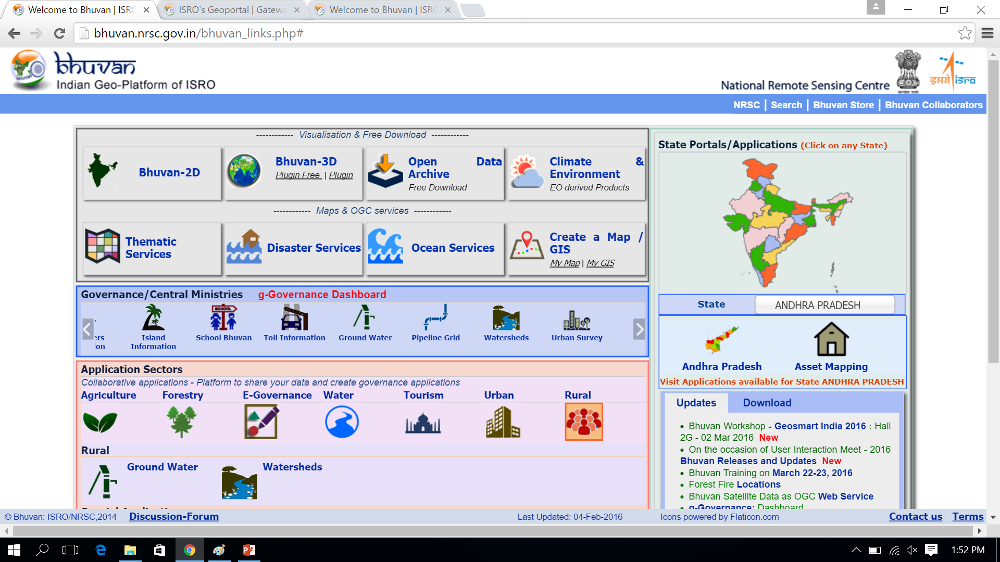 Welcome to Bhuvan | ISRO
ISRO's Geoportal | Gatewa
Welcome to Bhuvan | ISRO
bhuvan.nrsc.gov.in/bhuvan_links.php#
bhuvan
Indian Geo-Platform of ISRO
National Remote Sensing Centre
सत्यमेव जयते
इसरो isro
NRSC | Search | Bhuvan Store | Bhuvan Collaborators
------------ Visualisation & Free Download ------------
Bhuvan-2D
Bhuvan-3D
Plugin Free | Plugin
Open Data
Archive
Free Download
Climate &
Environment
EO derived Products
------------ Maps & OGC services ------------
Thematic
Services
Disaster Services
Ocean Services
Create a Map /
GIS
My Map | My GIS
Governance/Central Ministries g-Governance Dashboard
ers
on
Island
Information
SCHOOL
School Bhuvan
Toll Information
Ground Water
Pipeline Grid
Watersheds
Urban Survey
Application Sectors
Collaborative applications - Platform to share your data and create governance applications
Agriculture Forestry E-Governance Water Tourism Urban Rural
Rural
Ground Water
Watersheds
State Portals/Applications (Click on any State)
State ANDHRA PRADESH
Andhra Pradesh
Asset Mapping
Visit Applications available for State ANDHRA PRADESH
Updates Download
• Bhuvan Workshop - Geosmart India 2016 : Hall
2G - 02 Mar 2016 New
• On the occasion of User Interaction Meet - 2016
Bhuvan Releases and Updates New
• Bhuvan Training on March 22-23, 2016
• Forest Fire Locations
• Bhuvan Satellite Data as OGC Web Service
• g-Governance: Dashboard
© Bhuvan: ISRO/NRSC,2014 Discussion-Forum Last Updated: 04-Feb-2016 Icons powered by Flaticon.com Contact us Terms
1:52 PM